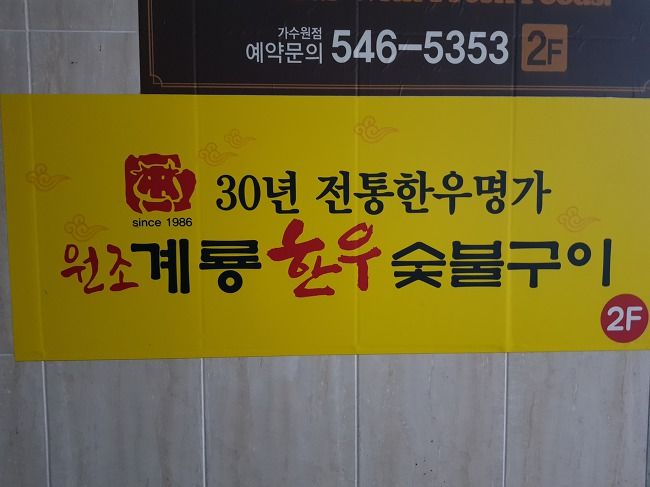 가수원점
예약문의 546-5353 2F
since 1986
30년 전통한우명가
원조계룡한우숯불구이
2F